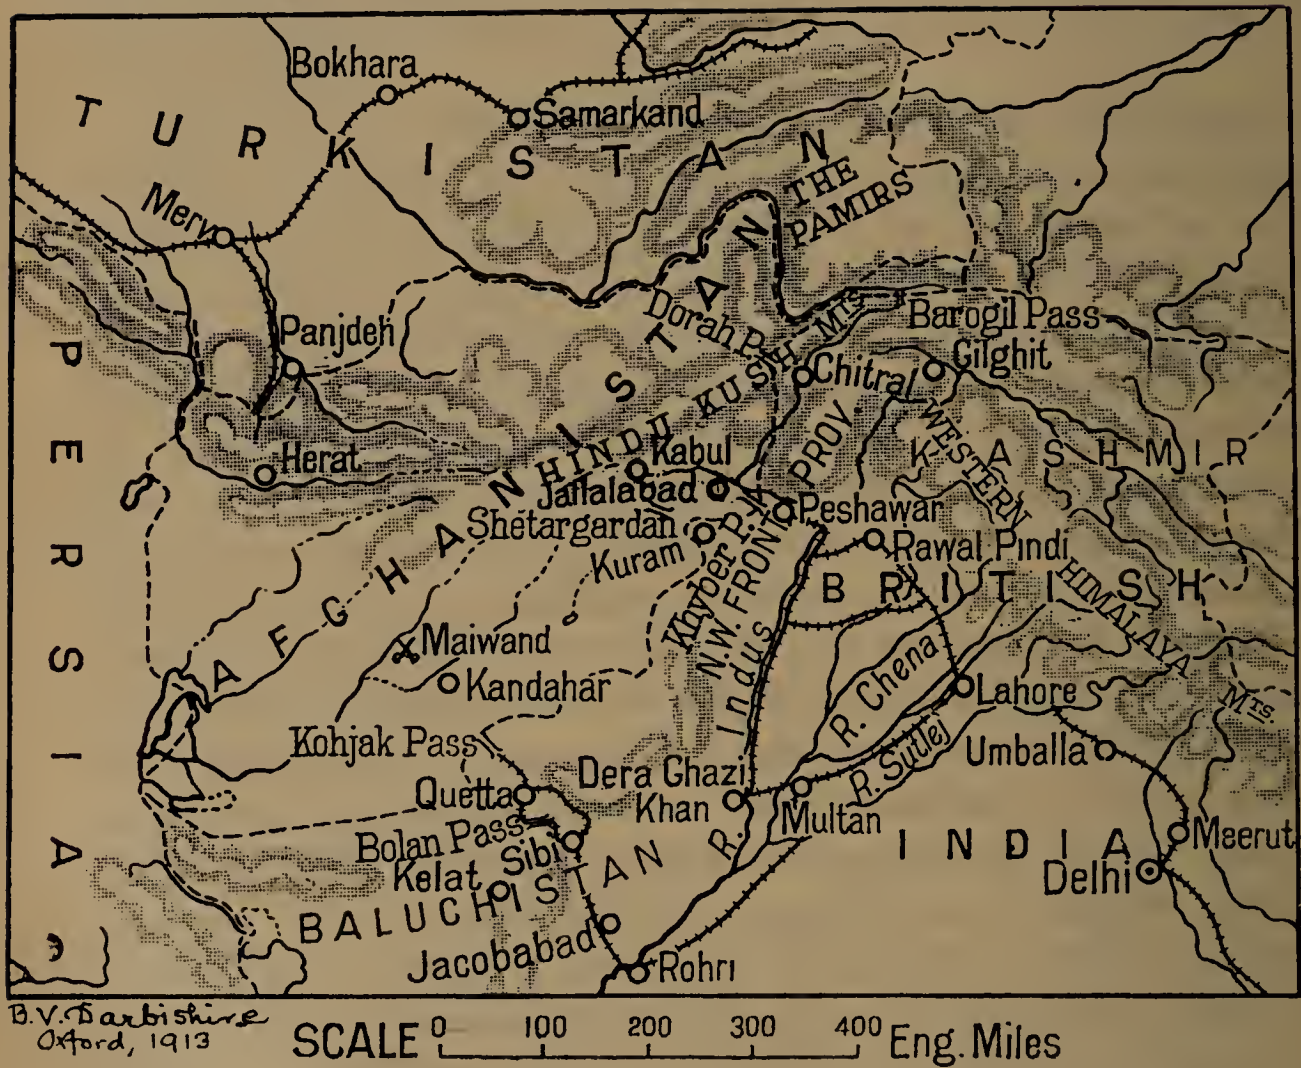 Bokhara
Samarkand
TURKISTAN
THE
PAMIRS
Merv
Panjdeh
Dorah P.
Barogil Pass
Gilghit
Chitral
HINDU KUSH MTS
PERSIA
Herat
Kabul
Jallalabad
PROV.
KASHMIR
WESTERN
HIMALAYA
MTS.
AFGHANISTAN
Shetargardan
Peshawar
Kuram
Khyber P.
N.W. FRONT
Rawal Pindi
BRITISH
INDIA
Maiwand
Kandahar
Indus
R.
R. Chena
Lahore
R. Sutlej
Kohjak Pass
Umballa
Quetta
Dera Ghazi
Khan
Multan
Bolan Pass
Sibi
Meerut
Kelat
Delhi
BALUCHISTAN
Jacobabad
Rohri
B.V. Darbishire
Oxford, 1913
SCALE 0 100 200 300 400 Eng. Miles